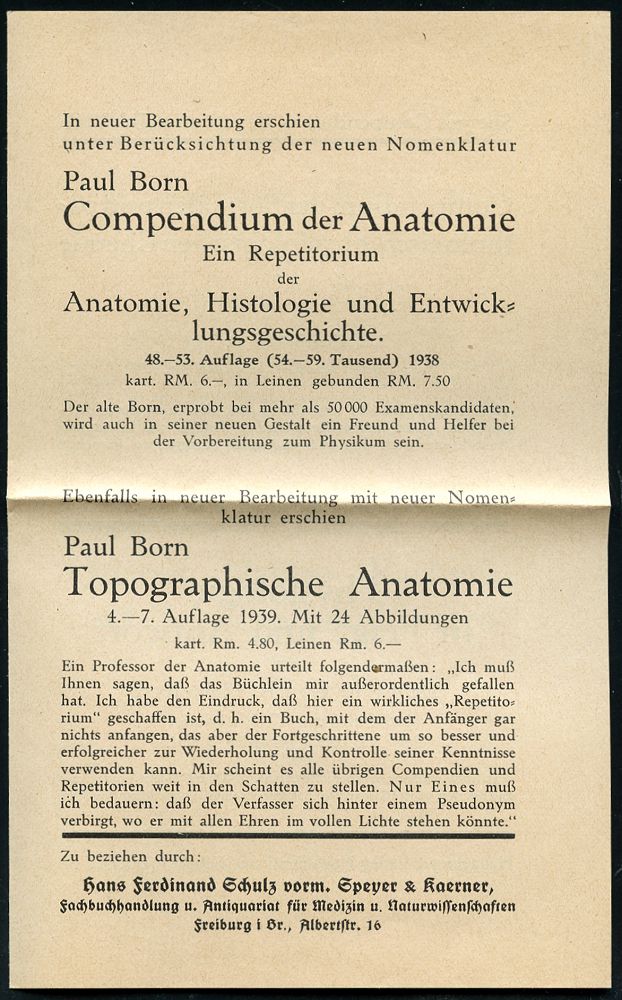 In neuer Bearbeitung erschien
unter Berücksichtung der neuen Nomenklatur
Paul Born
Compendium der Anatomie
Ein Repetitorium
der
Anatomie, Histologie und Entwick⸗
lungsgeschichte.
48.—53. Auflage (54.—59. Tausend) 1938
kart. RM. 6.—, in Leinen gebunden RM. 7.50
Der alte Born, erprobt bei mehr als 50 000 Examenskandidaten,
wird auch in seiner neuen Gestalt ein Freund und Helfer bei
der Vorbereitung zum Physikum sein.
Ebenfalls in neuer Bearbeitung mit neuer Nomen⸗
klatur erschien
Paul Born
Topographische Anatomie
4.—7. Auflage 1939. Mit 24 Abbildungen
kart. Rm. 4.80, Leinen Rm. 6.—
Ein Professor der Anatomie urteilt folgendermaßen: „Ich muß
Ihnen sagen, daß das Büchlein mir außerordentlich gefallen
hat. Ich habe den Eindruck, daß hier ein wirkliches „Repetito⸗
rium“ geschaffen ist, d. h. ein Buch, mit dem der Anfänger gar
nichts anfangen, das aber der Fortgeschrittene um so besser und
erfolgreicher zur Wiederholung und Kontrolle seiner Kenntnisse
verwenden kann. Mir scheint es alle übrigen Compendien und
Repetitorien weit in den Schatten zu stellen. Nur Eines muß
ich bedauern: daß der Verfasser sich hinter einem Pseudonym
verbirgt, wo er mit allen Ehren im vollen Lichte stehen könnte.“
Zu beziehen durch:
Hans Ferdinand Schulz vorm. Speyer & Kaerner,
Fachbuchhandlung u. Antiquariat für Medizin u. Naturwissenschaften
Freiburg i Br., Albertstr. 16